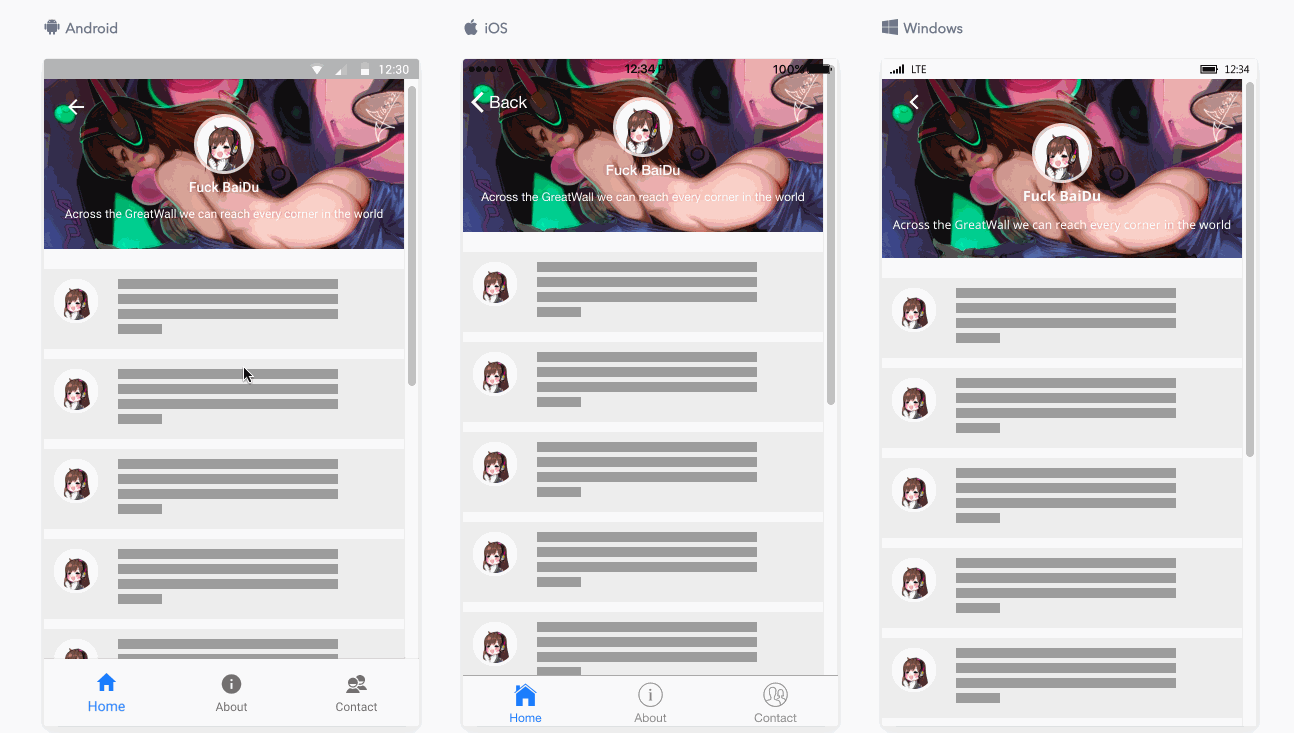 Android
12:30
Fuck BaiDu
Across the GreatWall we can reach every corner in the world
Home
About
Contact
iOS
12:34
100%
Back
Fuck BaiDu
Across the GreatWall we can reach every corner in the world
Home
About
Contact
Windows
LTE
12:34
Fuck BaiDu
Across the GreatWall we can reach every corner in the world